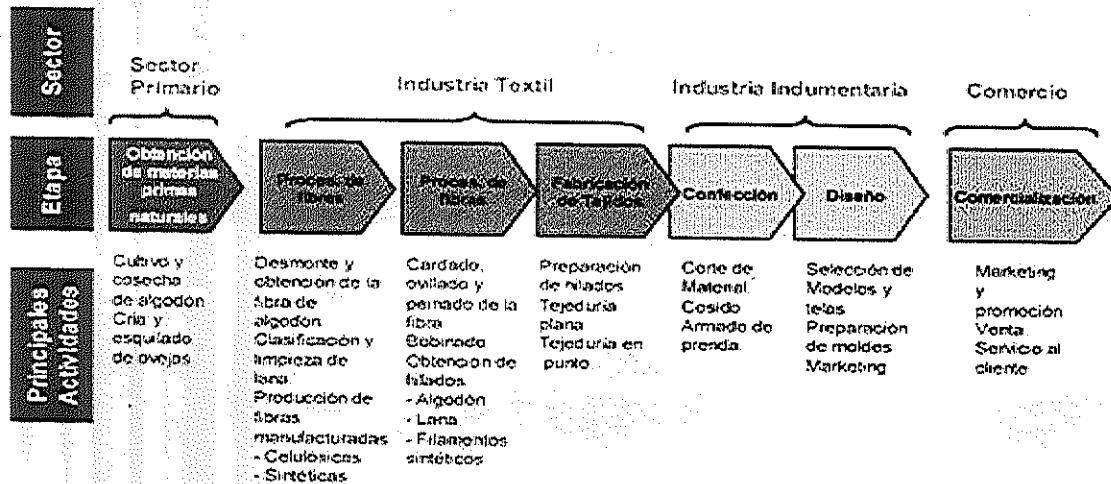 Sector
Sector
Primario
Industria Textil
Industria Indumentaria
Comercio
Etapa
Obtención
de materias
primas
naturales
Proces. de
fibras
Proces. de
fibras
Fabricación
de Tejidos
Confección
Diseño
Comercialización
Principales
Actividades
Cultivo y
cosecha
de algodón
Cría y
esquilado
de ovejas
Desmonte y
obtención de la
fibra de
algodón
Clasificación y
limpieza de
lana
Producción de
fibras
manufacturadas
- Celulósicas
- Sintéticas
Cardado,
ovillado y
peinado de la
fibra
Bobinado
Obtención de
hilados
- Algodón
- Lana
- Filamentos
sintéticos
Preparación
de hilados
Tejeduría
plana
Tejeduría en
punto
Corte de
Material
Cosido
Armado de
prenda
Selección de
Modelos y
telas
Preparación
de moldes
Marketing
Marketing
y
promoción
Venta
Servicio al
cliente